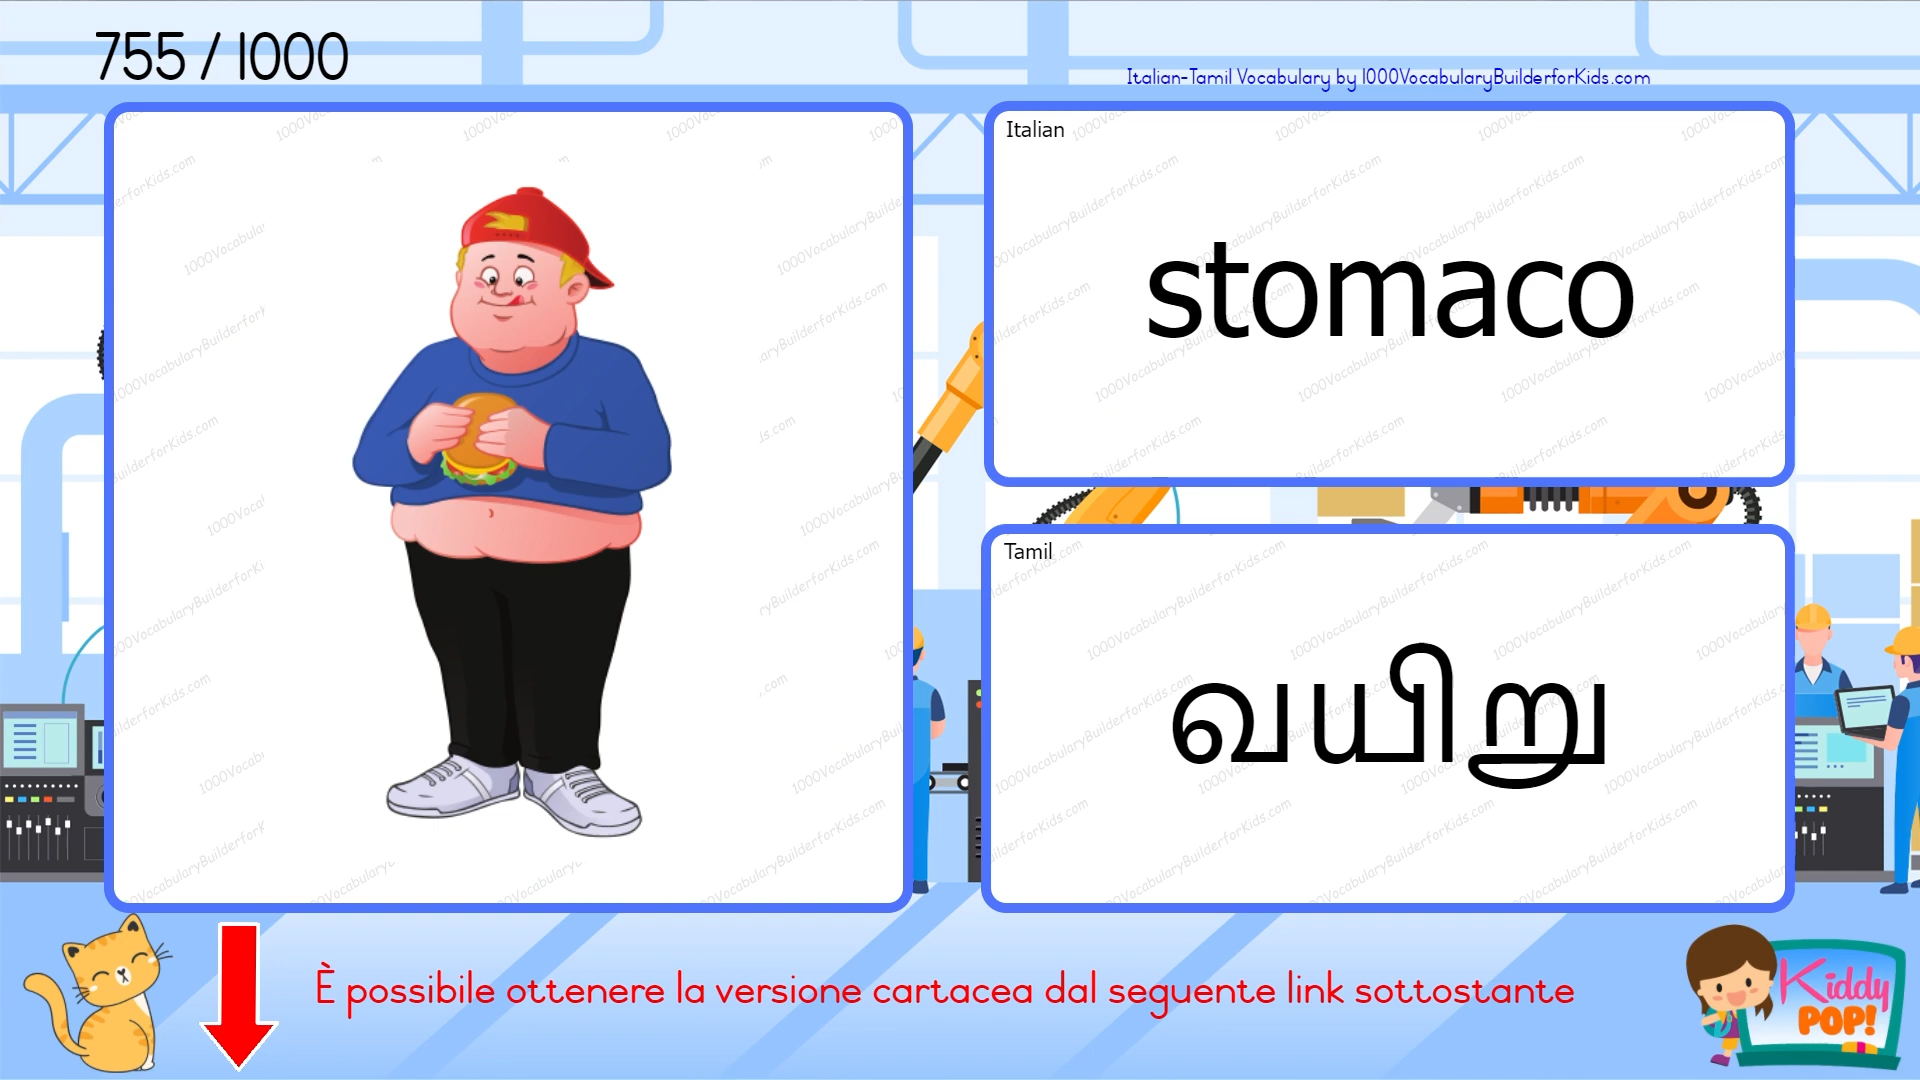 755 / 1000
Italian-Tamil Vocabulary by 1000VocabularyBuilderforKids.com
Italian
stomaco
Tamil
வயிறு
È possibile ottenere la versione cartacea dal seguente link sottostante
Kiddy
POP!